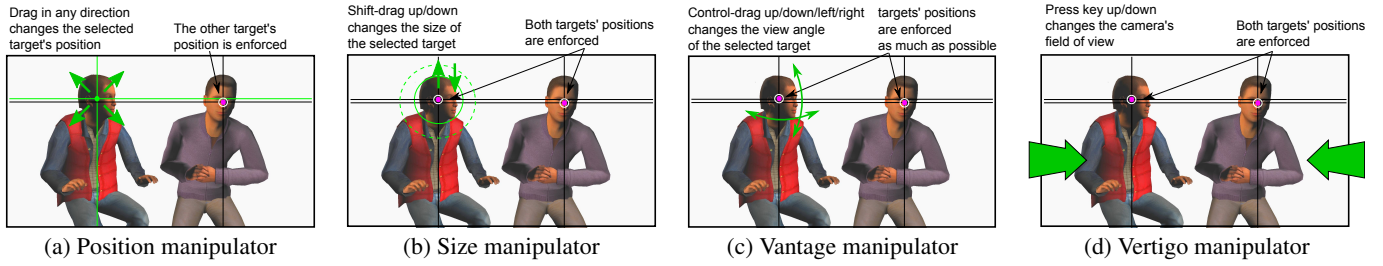 Drag in any direction
changes the selected
target's position
The other target's
position is enforced
(a) Position manipulator
Shift-drag up/down
changes the size of
the selected target
Both targets' positions
are enforced
(b) Size manipulator
Control-drag up/down/left/right
changes the view angle
of the selected target
targets' positions
are enforced
as much as possible
(c) Vantage manipulator
Press key up/down
changes the camera's
field of view
Both targets' positions
are enforced
(d) Vertigo manipulator